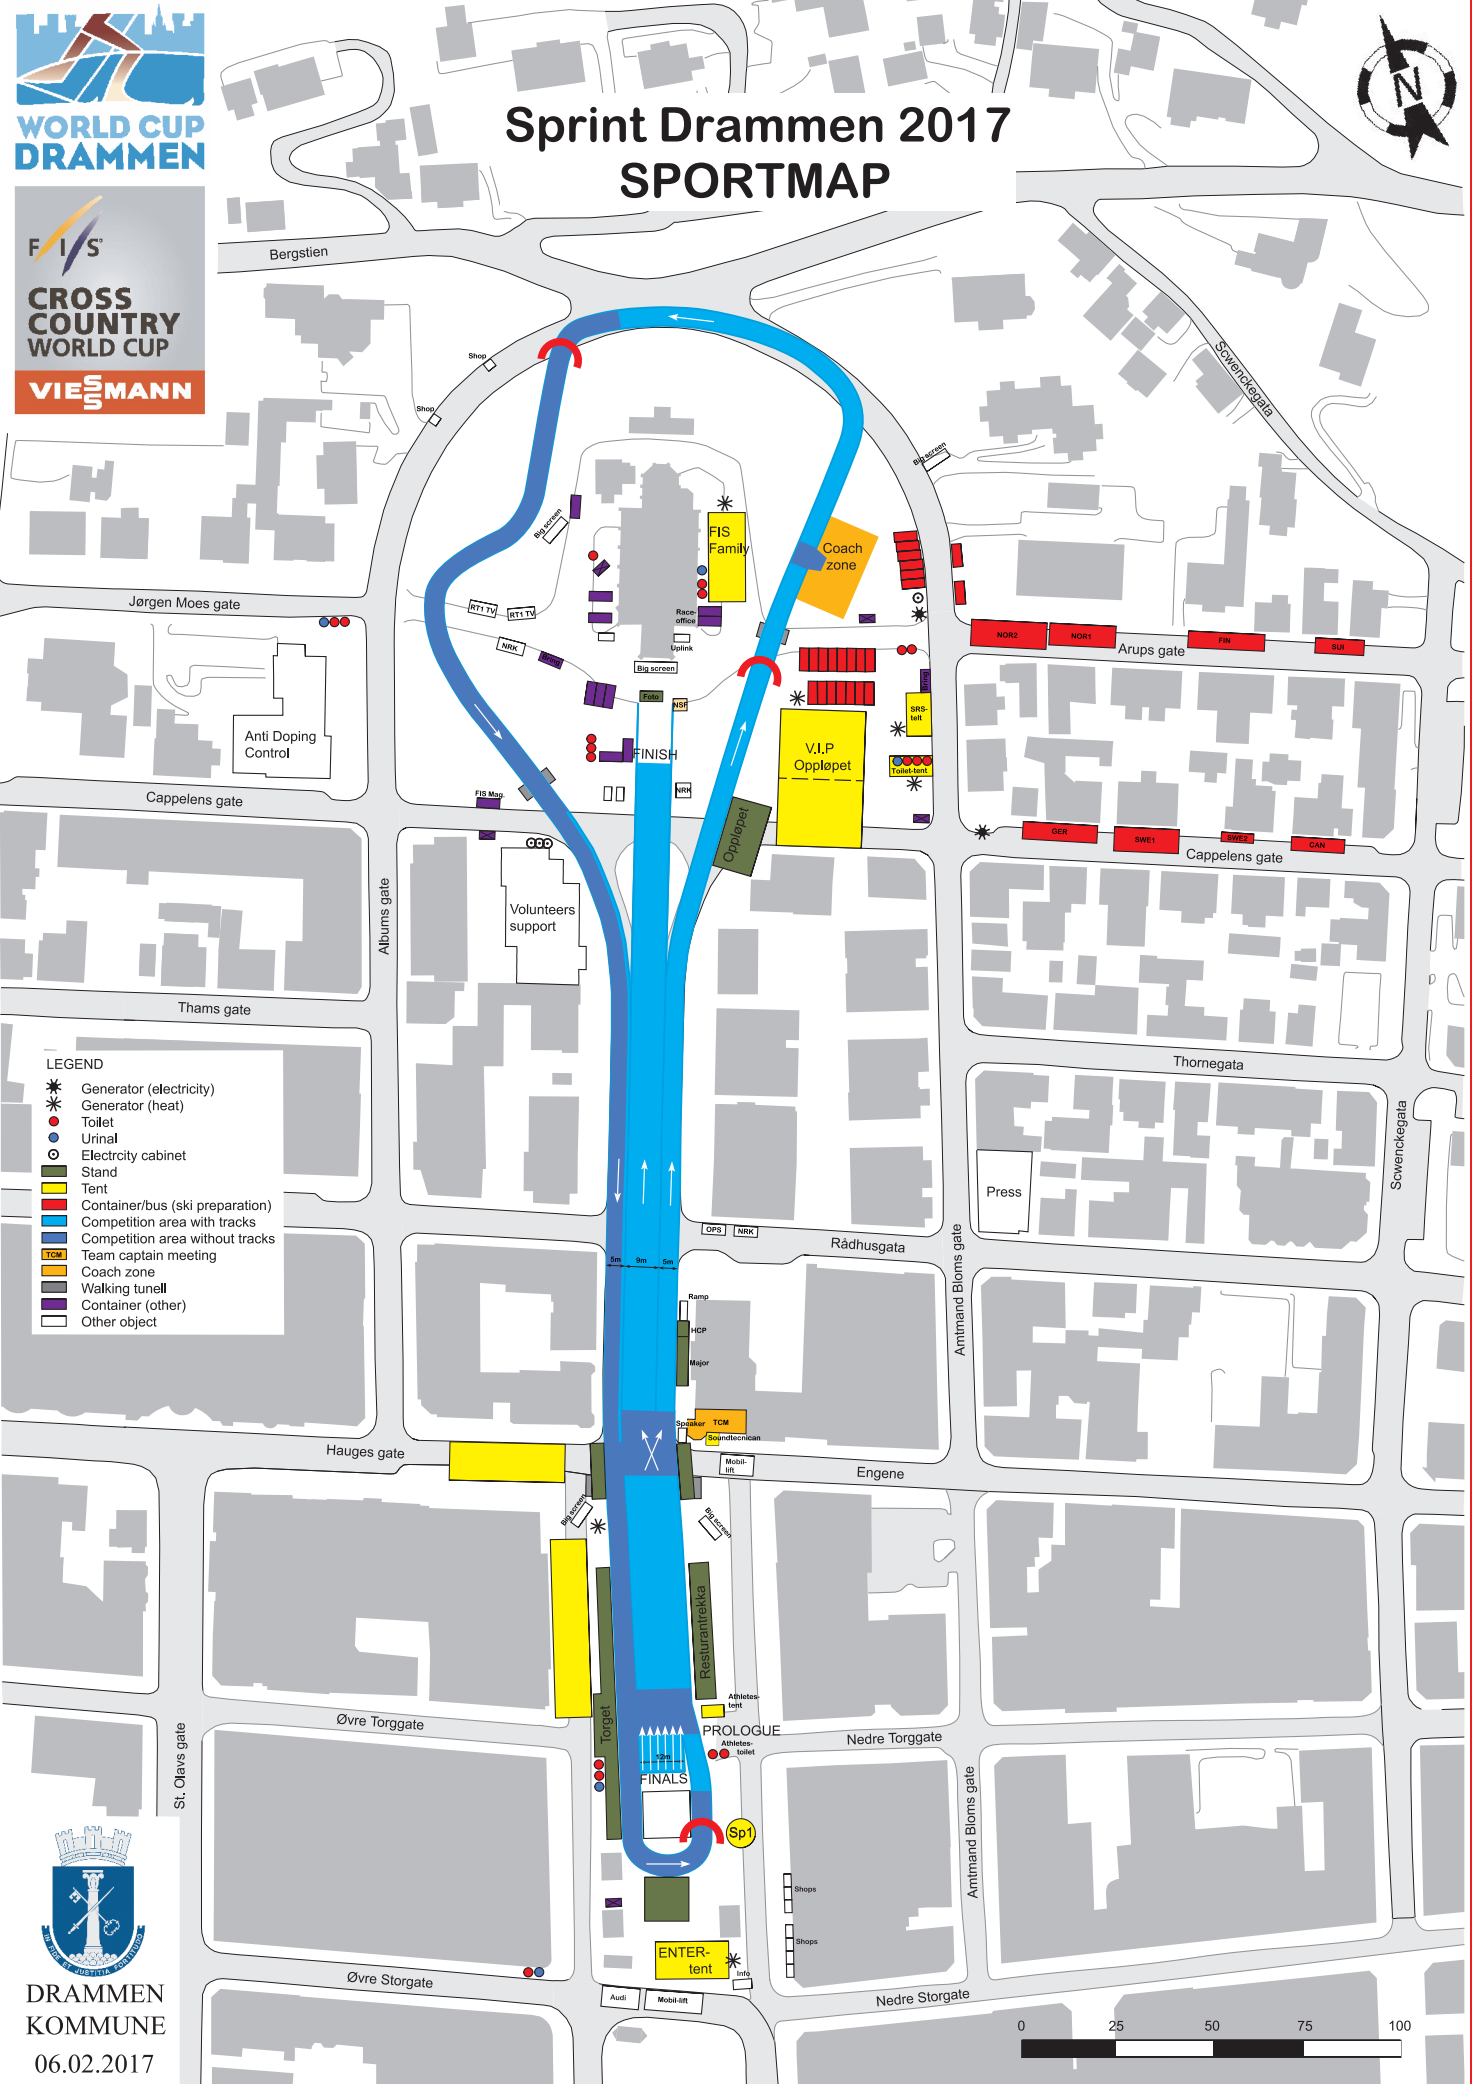 WORLD CUP
DRAMMEN
F I S
CROSS
COUNTRY
WORLD CUP
VIESSMANN
Sprint Drammen 2017
SPORTMAP
N
Bergstien
Scwenckegata
Shop
Shop
Big screen
Big screen
FIS
Family
Coach
zone
Jørgen Moes gate
RT1 TV
RT1 TV
NRK
Bring
Race-
office
Uplink
Big screen
Foto
NSF
NOR2
NOR1
FIN
SUI
Arups gate
Bring
SRS-
telt
Anti Doping
Control
FINISH
V.I.P
Oppløpet
Toilet-tent
Cappelens gate
FIS Mag.
NRK
Oppløpet
GER
SWE1
SWE2
CAN
Cappelens gate
Albums gate
Volunteers
support
Thams gate
Thornegata
LEGEND
Generator (electricity)
Generator (heat)
Toilet
Urinal
Electrcity cabinet
Stand
Tent
Container/bus (ski preparation)
Competition area with tracks
Competition area without tracks
TCM Team captain meeting
Coach zone
Walking tunell
Container (other)
Other object
Press
Scwenckegata
OPS
NRK
Rådhusgata
Amtmand Bloms gate
5m
9m
5m
Ramp
HCP
Major
Speaker
TCM
Soundtecnican
Hauges gate
Mobil-
lift
Engene
Big screen
Big screen
Resturantrekka
Torget
Athletes-
tent
Øvre Torggate
PROLOGUE
Athletes-
toilet
Nedre Torggate
12m
FINALS
St. Olavs gate
Sp1
Amtmand Bloms gate
Shops
Shops
IN FIDE ET JUSTITIA FORTITUDO
DRAMMEN
KOMMUNE
06.02.2017
ENTER-
tent
Info
Øvre Storgate
Audi
Mobil-lift
Nedre Storgate
0 25 50 75 100